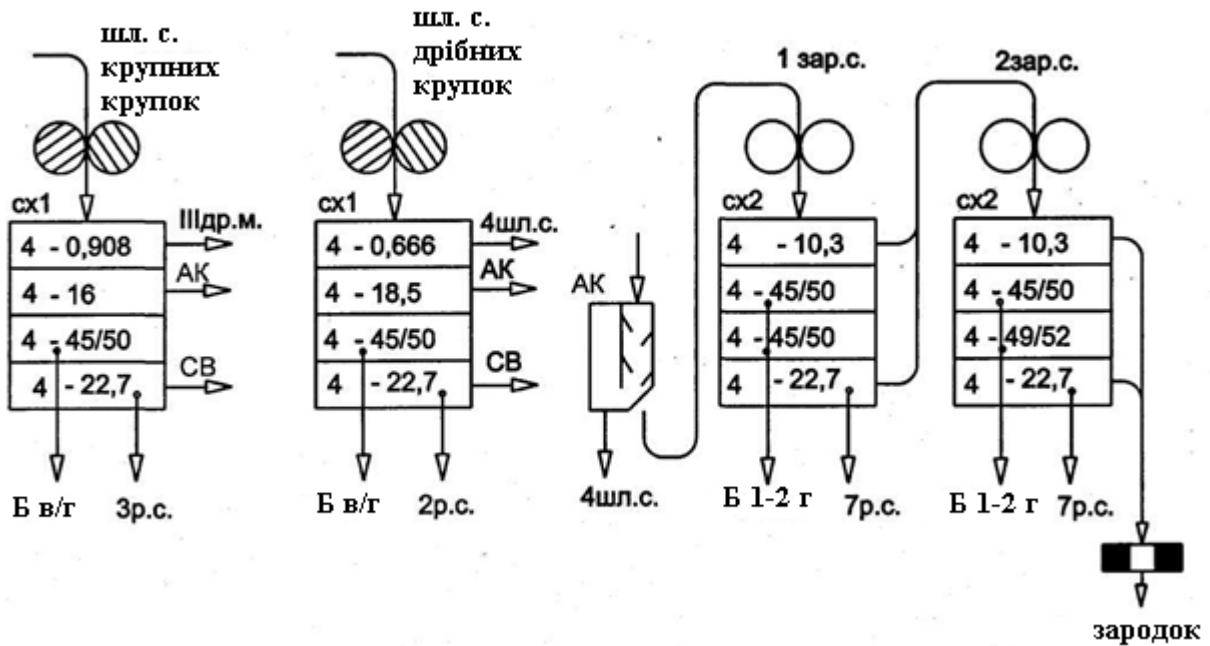 шл. с.
крупних
крупок
сх1
ІІІдр.м.
4 - 0,908
АК
4 - 16
4 - 45/50
СВ
4 - 22,7
Б в/г
3р.с.
шл. с.
дрібних
крупок
сх1
4шл.с.
4 - 0,666
АК
4 - 18,5
4 - 45/50
СВ
4 - 22,7
Б в/г
2р.с.
АК
4шл.с.
1 зар.с.
сх2
4 - 10,3
4 - 45/50
4 - 45/50
4 - 22,7
Б 1-2 г
7р.с.
2зар.с.
сх2
4 - 10,3
4 - 45/50
4 - 49/52
4 - 22,7
Б 1-2 г
7р.с.
зародок